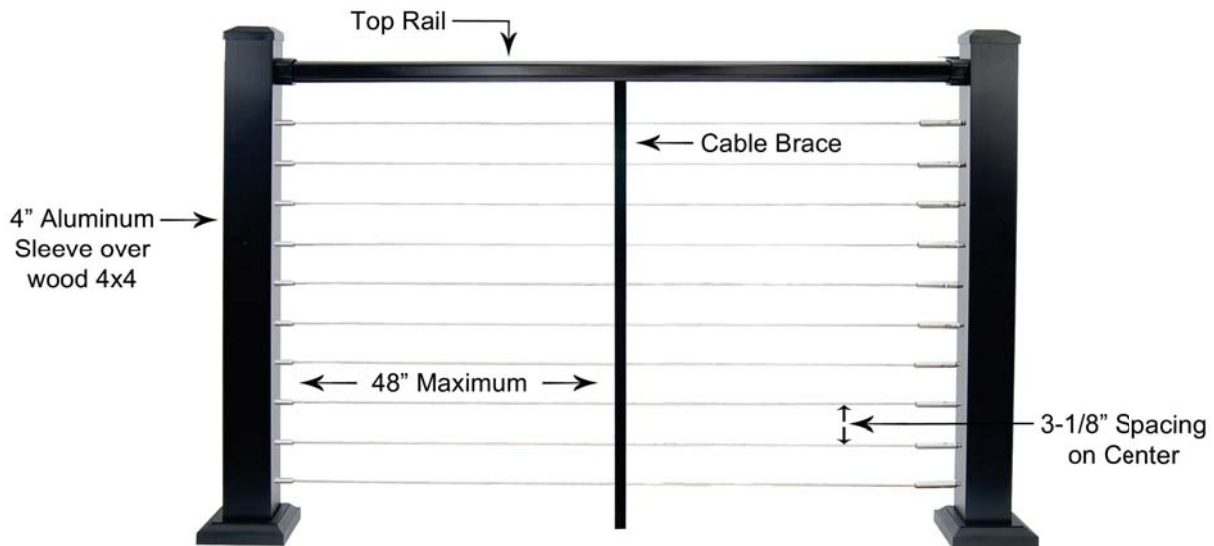 Top Rail
Cable Brace
4” Aluminum
Sleeve over
wood 4x4
48” Maximum
3-1/8” Spacing
on Center